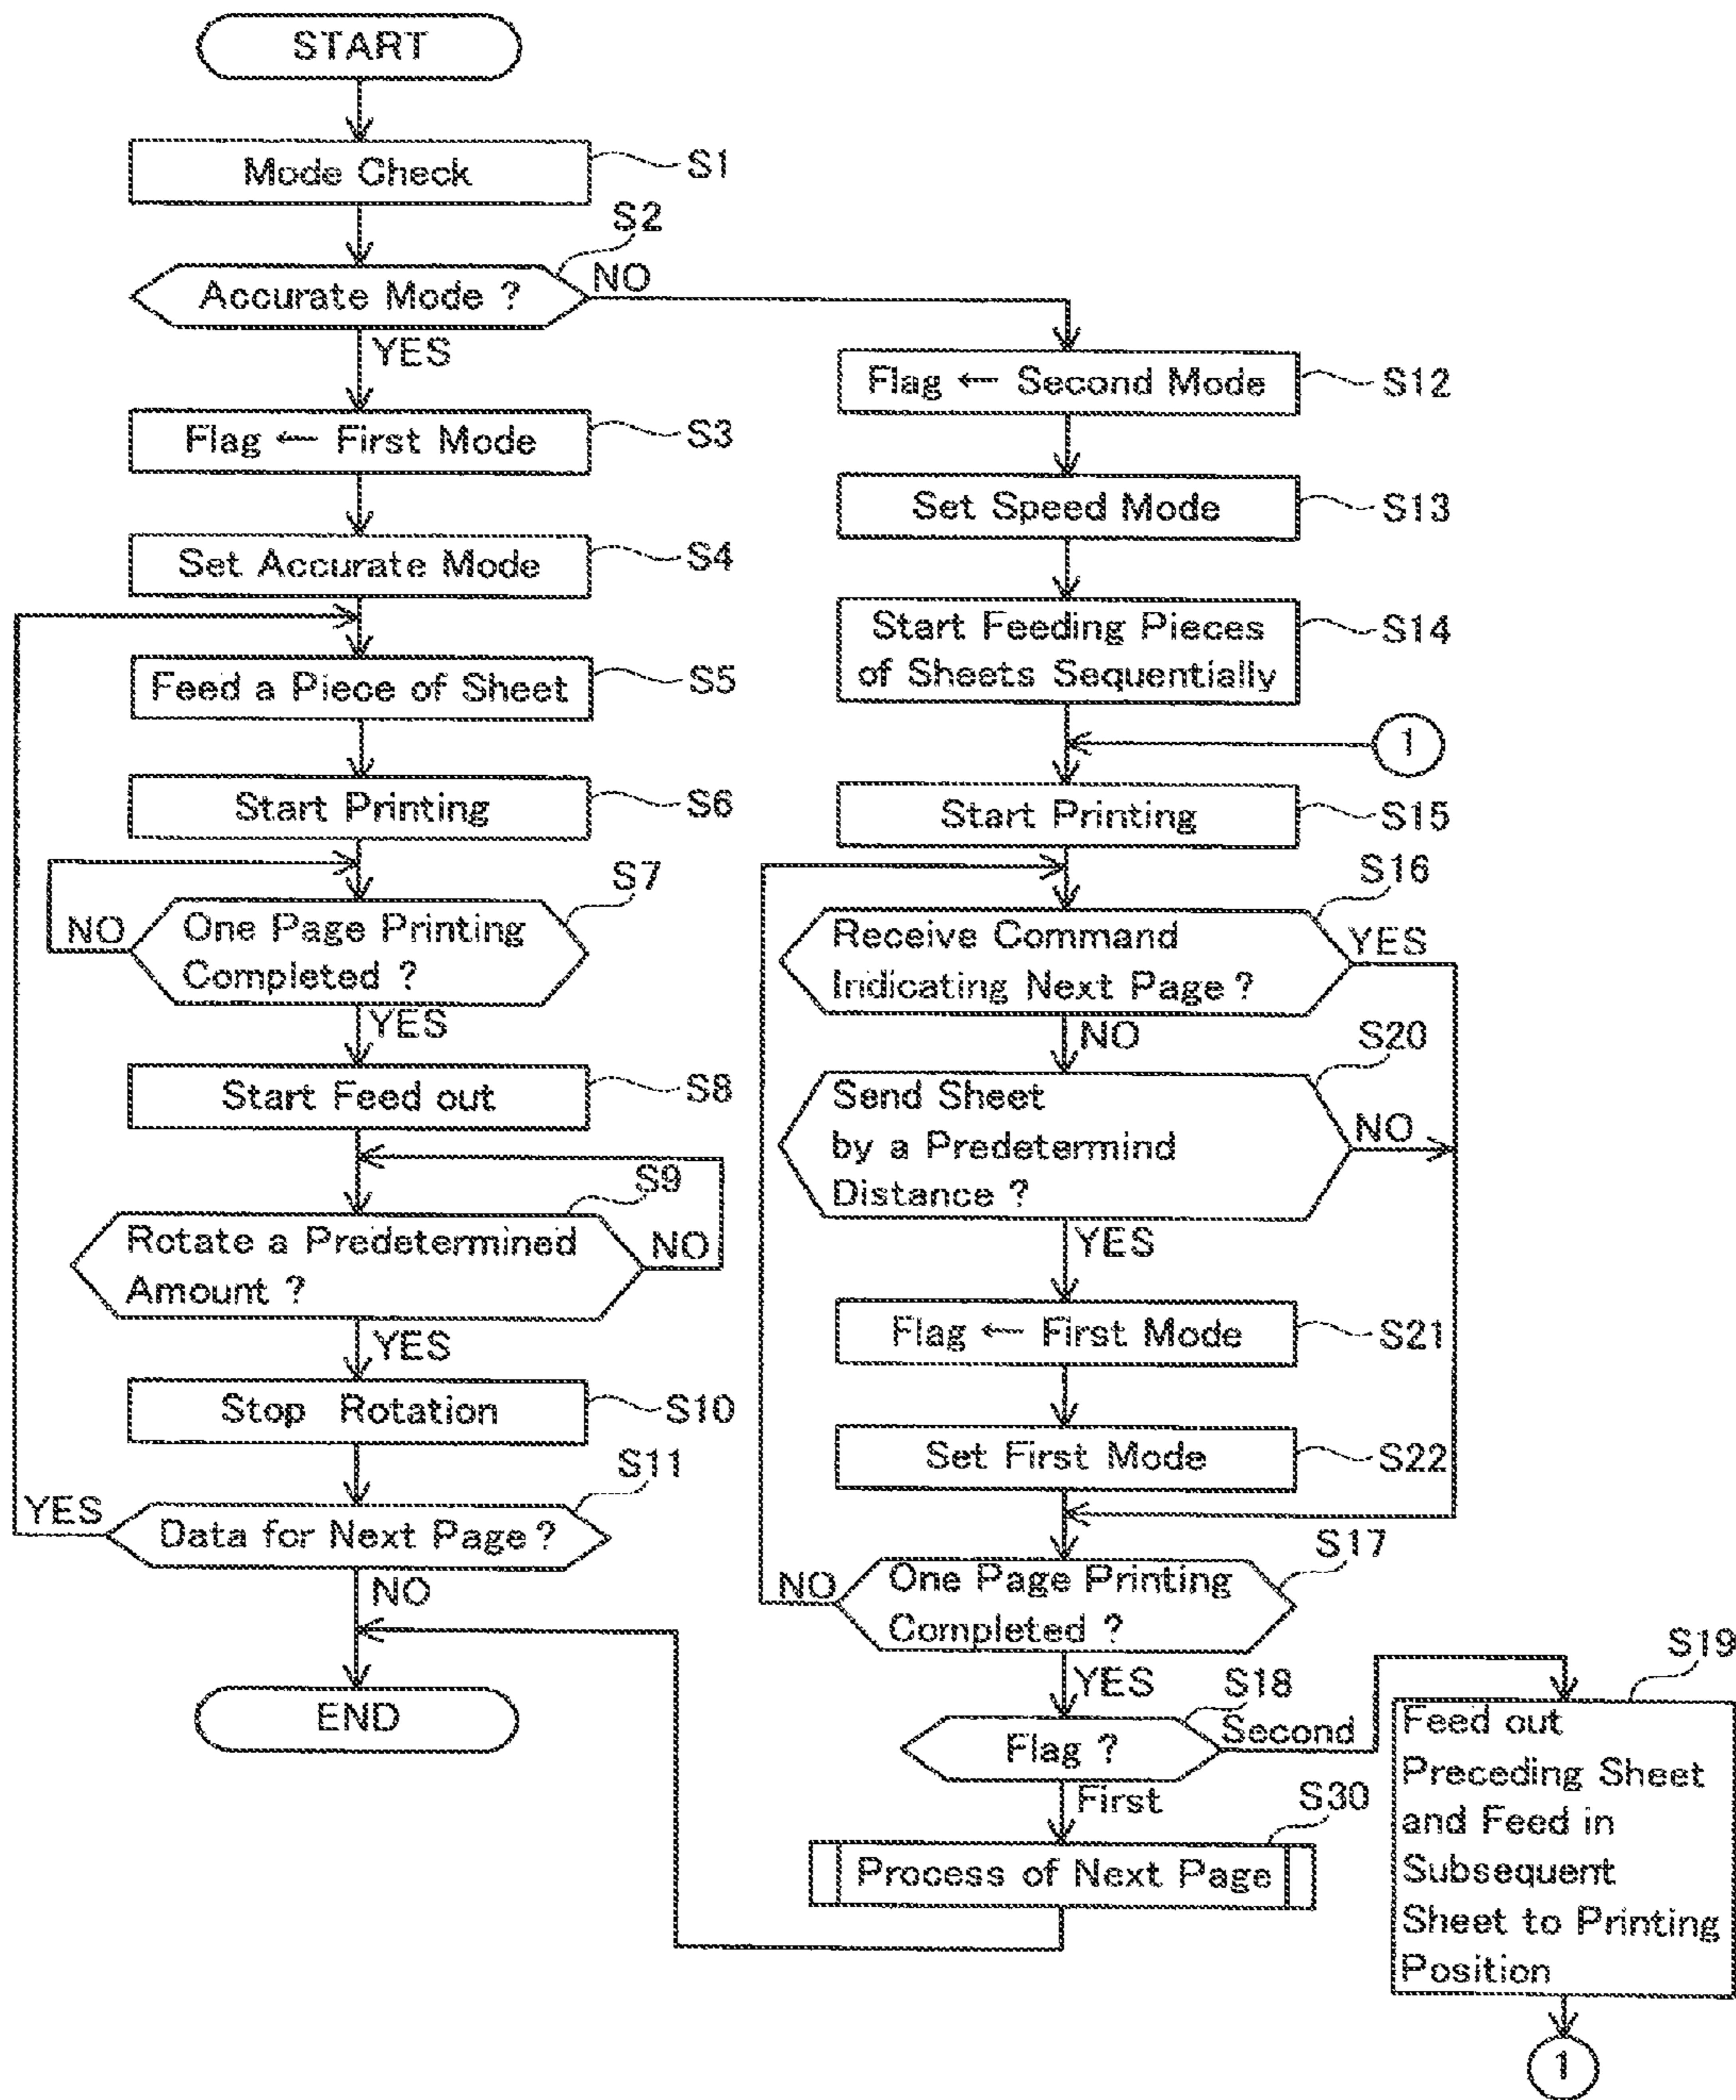 START
Mode Check
S1
S2
Accurate Mode ?
NO
YES
Flag ← First Mode
S3
Set Accurate Mode
S4
Feed a Piece of Sheet
S5
Start Printing
S6
S7
One Page Printing
Completed ?
NO
YES
Start Feed out
S8
S9
Rotate a Predetermined
Amount ?
NO
YES
Stop Rotation
S10
S11
Data for Next Page ?
YES
NO
END
Flag ← Second Mode
S12
Set Speed Mode
S13
Start Feeding Pieces
of Sheets Sequentially
S14
1
Start Printing
S15
S16
Receive Command
Indicating Next Page ?
YES
NO
S20
Send Sheet
by a Predetermind
Distance ?
NO
YES
Flag ← First Mode
S21
Set First Mode
S22
S17
One Page Printing
Completed ?
NO
YES
S18
Flag ?
Second
First
S30
Process of Next Page
S19
Feed out
Preceding Sheet
and Feed in
Subsequent
Sheet to Printing
Position
1